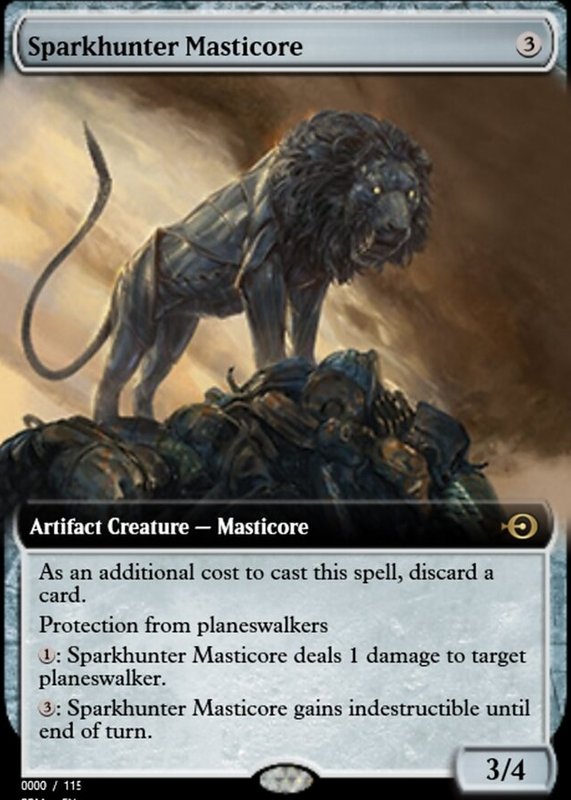 Sparkhunter Masticore 3
Artifact Creature — Masticore
As an additional cost to cast this spell, discard a
card.
Protection from planeswalkers
1: Sparkhunter Masticore deals 1 damage to target
planeswalker.
3: Sparkhunter Masticore gains indestructible until
end of turn.
3/4
0000 / 115